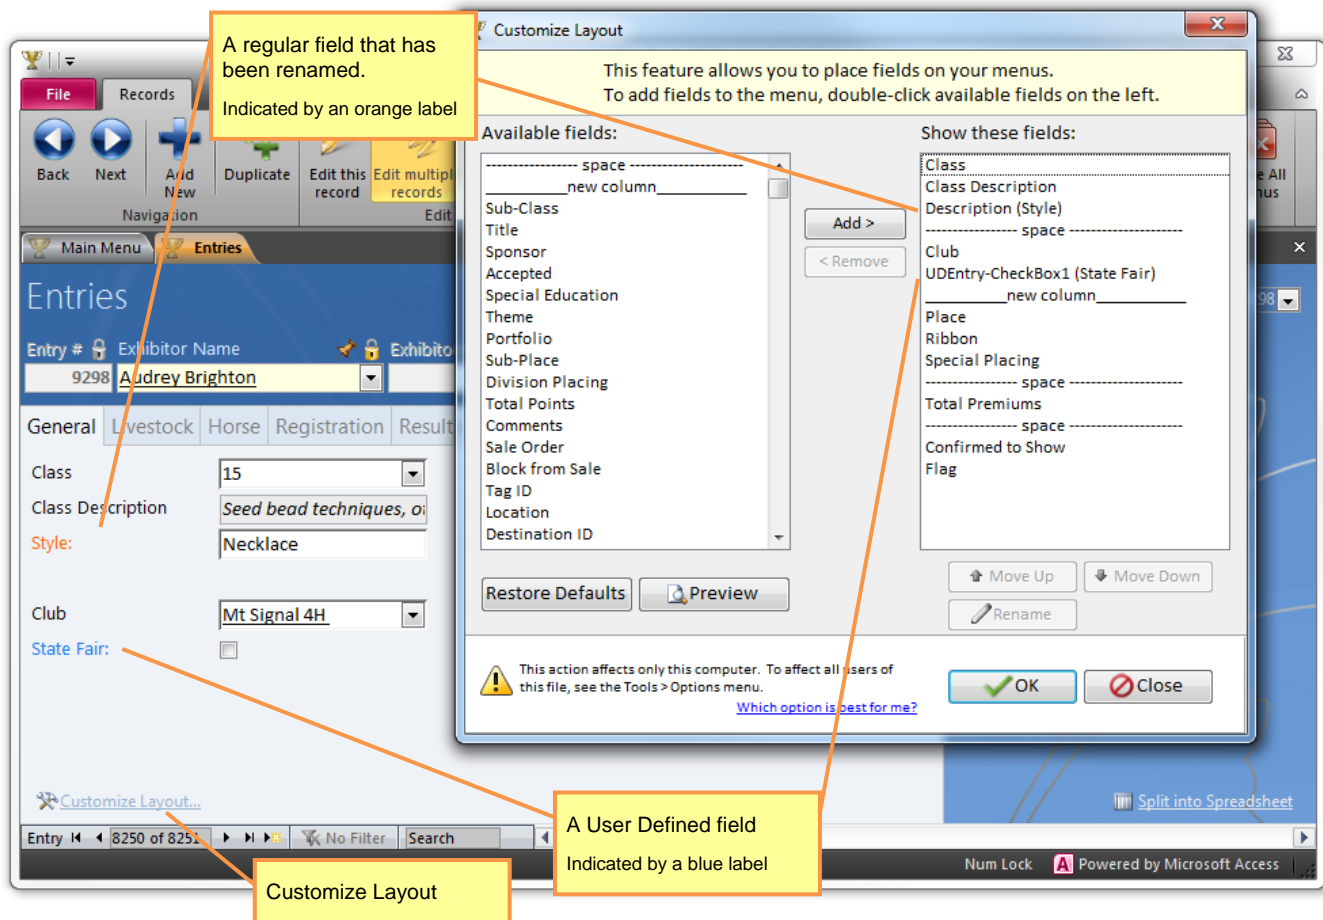 A regular field that has
been renamed.
Indicated by an orange label
Customize Layout
This feature allows you to place fields on your menus.
To add fields to the menu, double-click available fields on the left.
File
Records
Back
Next
Add
New
Duplicate
Edit this
record
Edit multipl
records
Navigation
Edit
e All
nus
Main Menu
Entries
Entries
98
Entry #
Exhibitor Name
Exhibito
9298
Audrey Brighton
General
Livestock
Horse
Registration
Result
Class
15
Class Description
Seed bead techniques, o
Style:
Necklace
Club
Mt Signal 4H
State Fair:
Customize Layout...
Available fields:
----------------- space ---------------------
__________new column__________
Sub-Class
Title
Sponsor
Accepted
Special Education
Theme
Portfolio
Sub-Place
Division Placing
Total Points
Comments
Sale Order
Block from Sale
Tag ID
Location
Destination ID
Add >
< Remove
Show these fields:
Class
Class Description
Description (Style)
----------------- space ---------------------
Club
UDEntry-CheckBox1 (State Fair)
__________new column__________
Place
Ribbon
Special Placing
----------------- space ---------------------
Total Premiums
----------------- space ---------------------
Confirmed to Show
Flag
Restore Defaults
Preview
Move Up
Move Down
Rename
This action affects only this computer. To affect all users of
this file, see the Tools > Options menu.
Which option is best for me?
OK
Close
Split into Spreadsheet
Entry
8250 of 8251
No Filter
Search
A User Defined field
Indicated by a blue label
Num Lock
Powered by Microsoft Access
Customize Layout